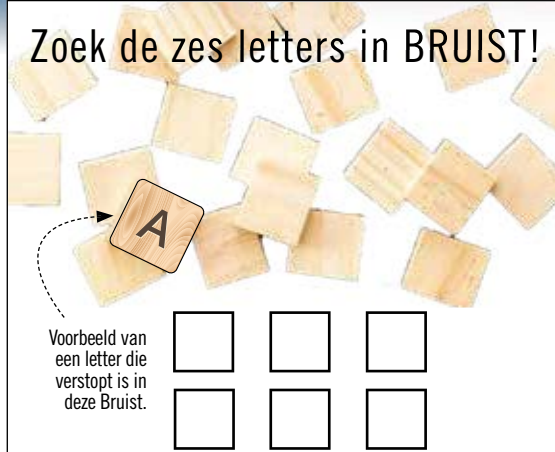 Zoek de zes letters in BRUIST!
A
Voorbeeld van
een letter die
verstopt is in
deze Bruist.